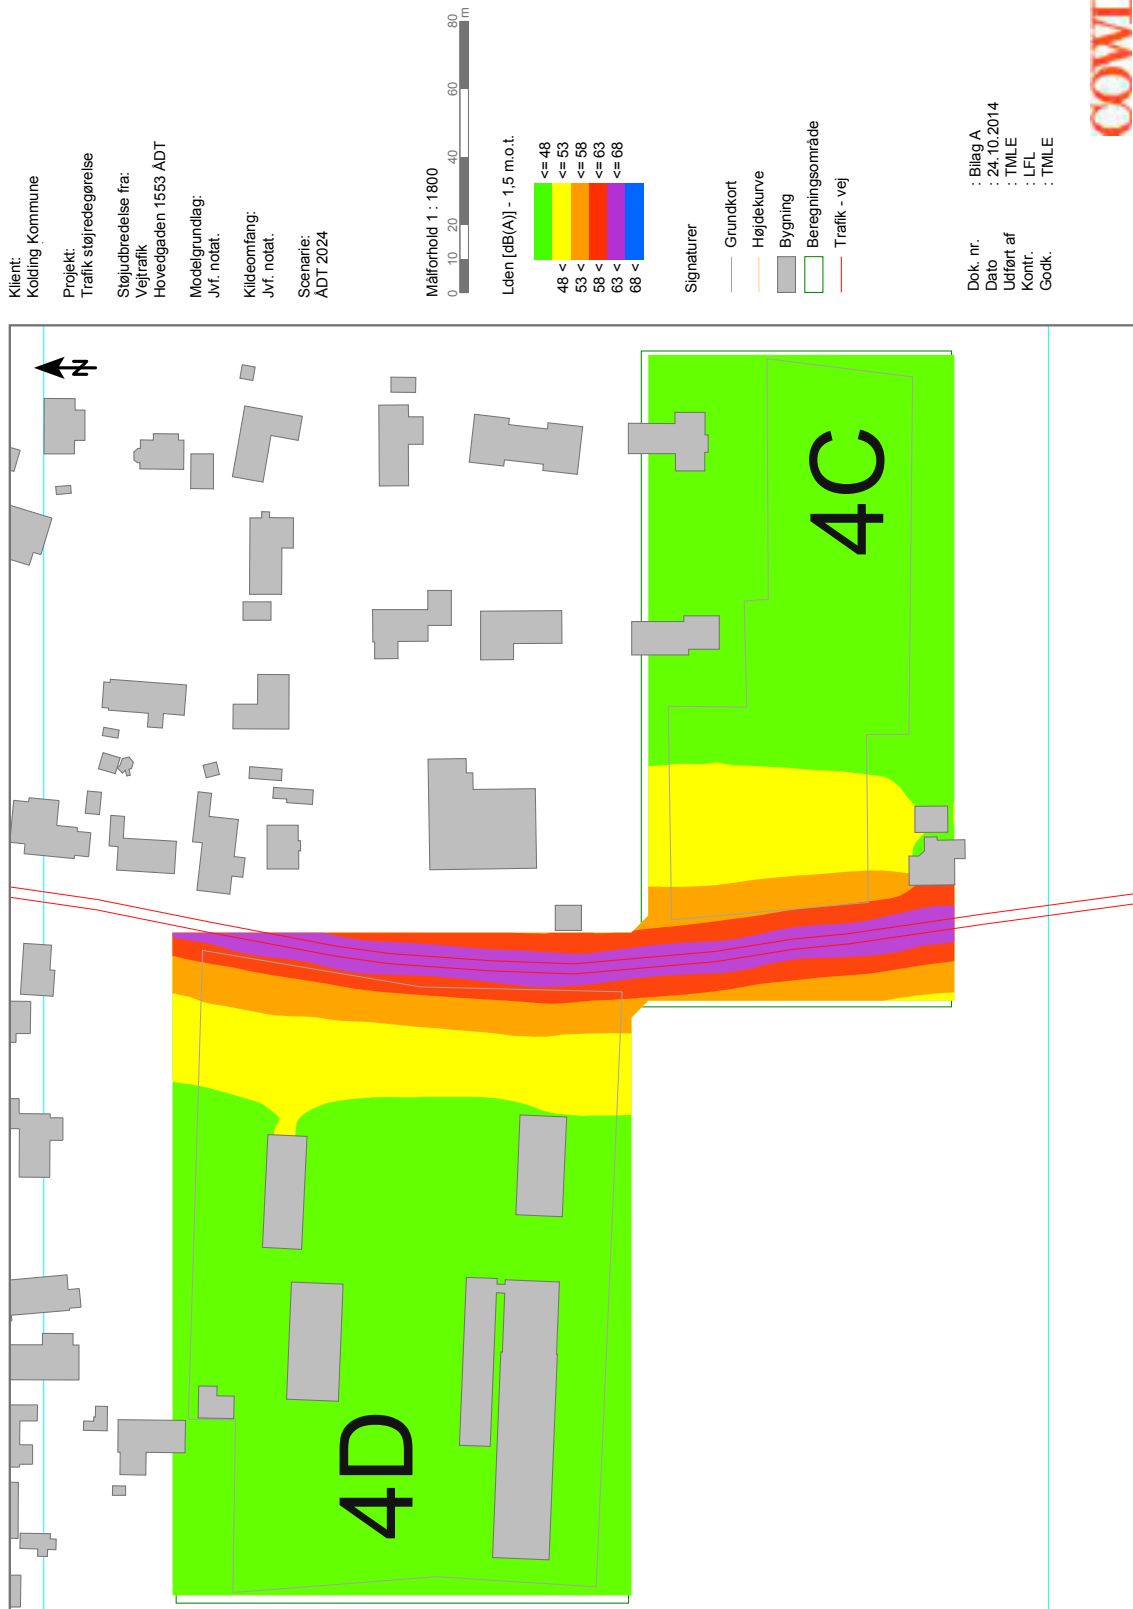 Klient:
Kolding Kommune
Projekt:
Trafik støjredegørelse
Støjudbredelse fra:
Vejtrafik
Hovedgaden 1553 ÅDT
Modelgrundlag:
Jvf. notat.
Kildeomfang:
Jvf. notat.
Scenarie:
ÅDT 2024
Målforhold 1 : 1800
0 10 20 40 60 80
m
Lden [dB(A)] - 1,5 m.o.t.
<= 48
48 < <= 53
53 < <= 58
58 < <= 63
63 < <= 68
68 <
Signaturer
Grundkort
Højdekurve
Bygning
Beregningsområde
Trafik - vej
Dok. nr. : Bilag A
Dato : 24.10.2014
Udført af : TMLE
Kontr. : LFL
Godk. : TMLE
COWI
N
4C
4D